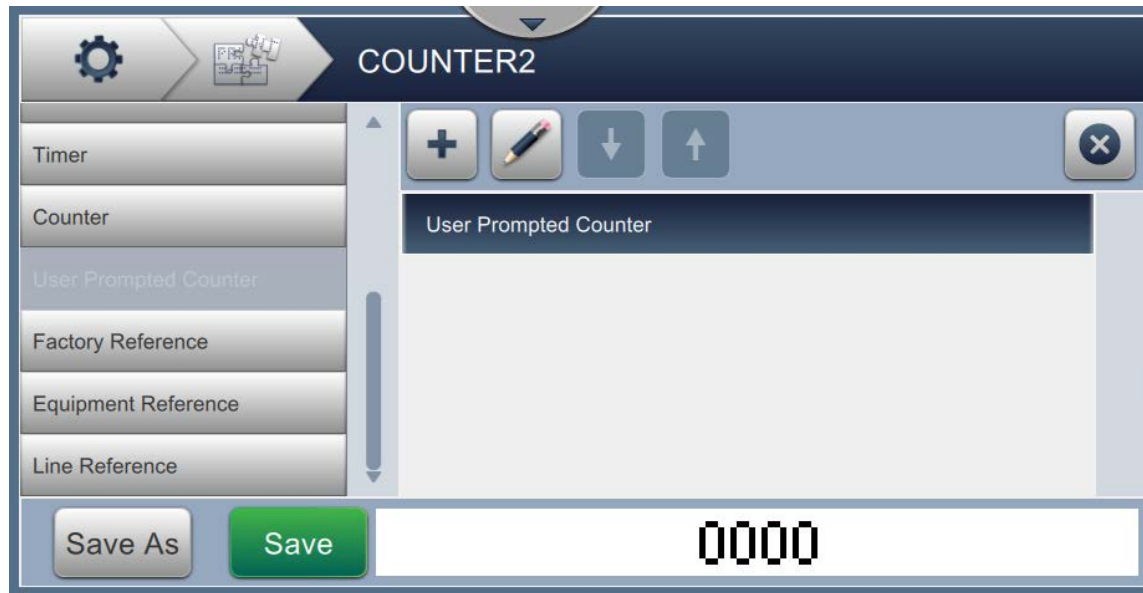 COUNTER2
Timer
Counter
User Prompted Counter
Factory Reference
Equipment Reference
Line Reference
User Prompted Counter
Save As
Save
0000